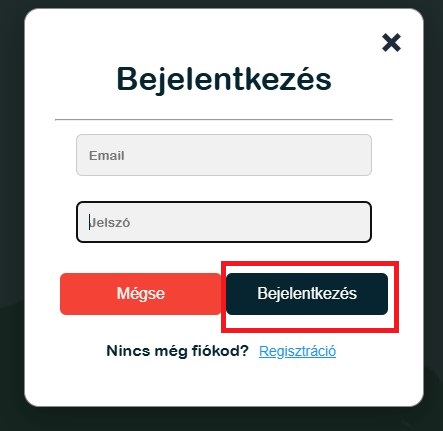 Bejelentkezés
Email
Jelszó
Mégse Bejelentkezés
Nincs még fiókod? Regisztráció